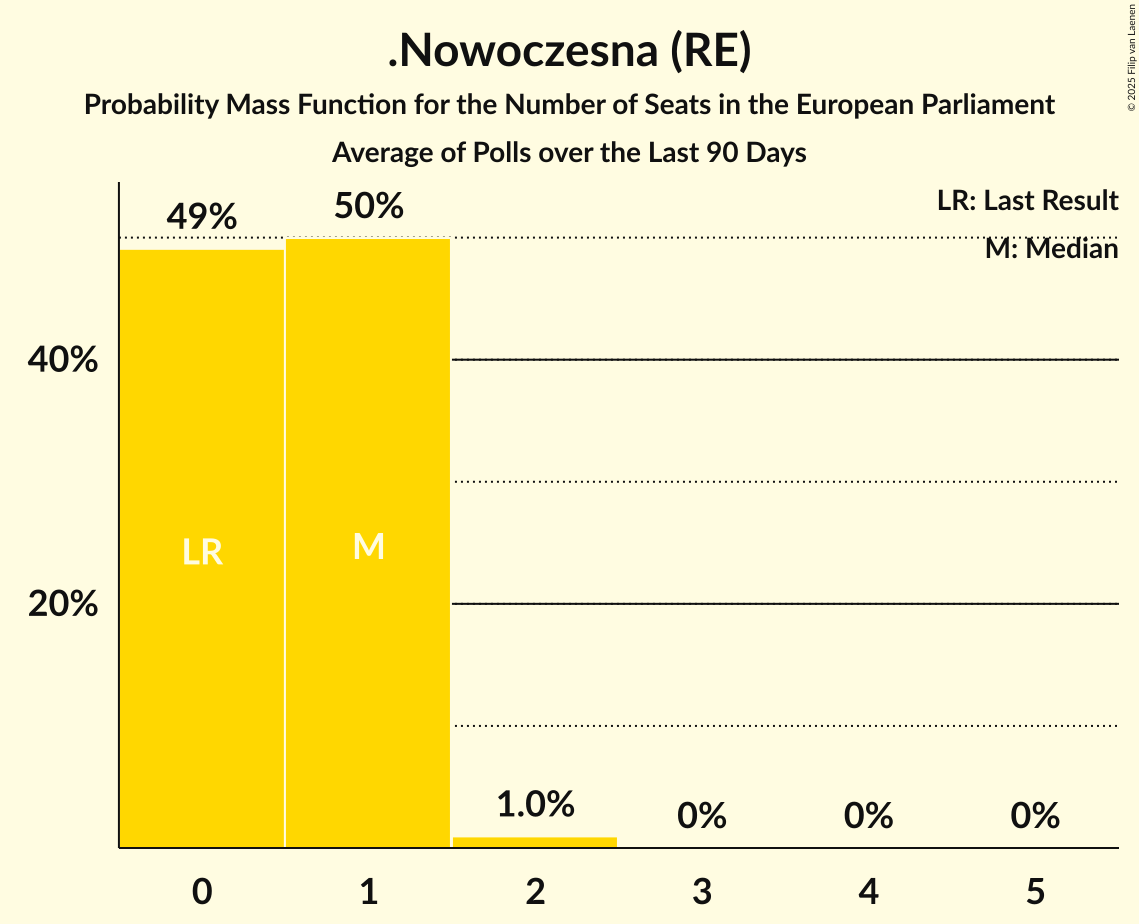 .Nowoczesna (RE)
Probability Mass Function for the Number of Seats in the European Parliament
Average of Polls over the Last 90 Days
© 2025 Filip van Laenen
LR: Last Result
M: Median
49%
50%
40%
20%
LR
M
1.0%
0%
0%
0%
0
1
2
3
4
5